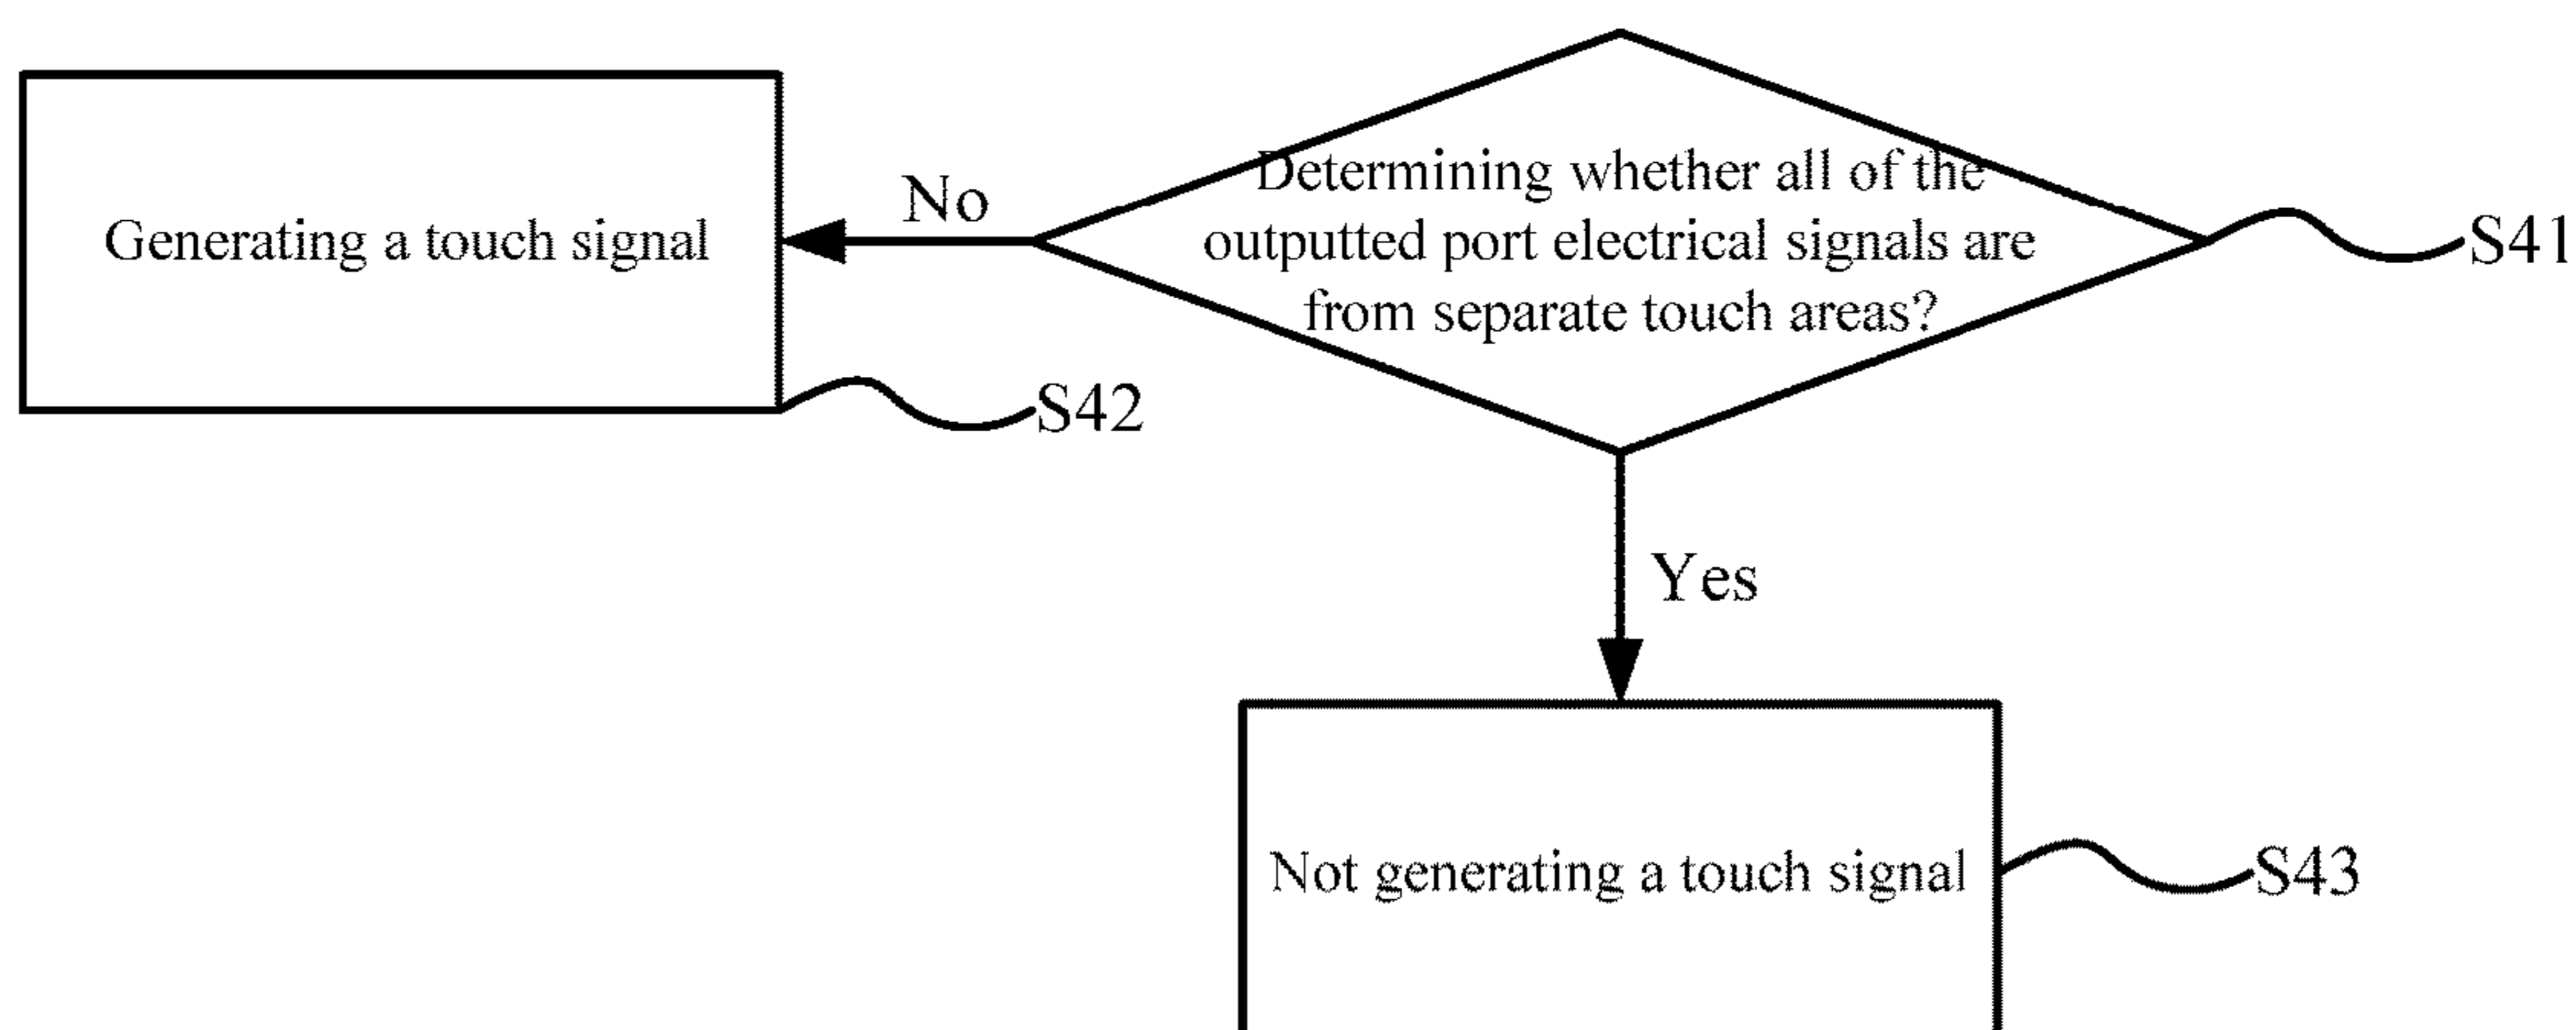 Determining whether all of the
outputted port electrical signals are
from separate touch areas?
S41
No
Generating a touch signal
S42
Yes
Not generating a touch signal
S43